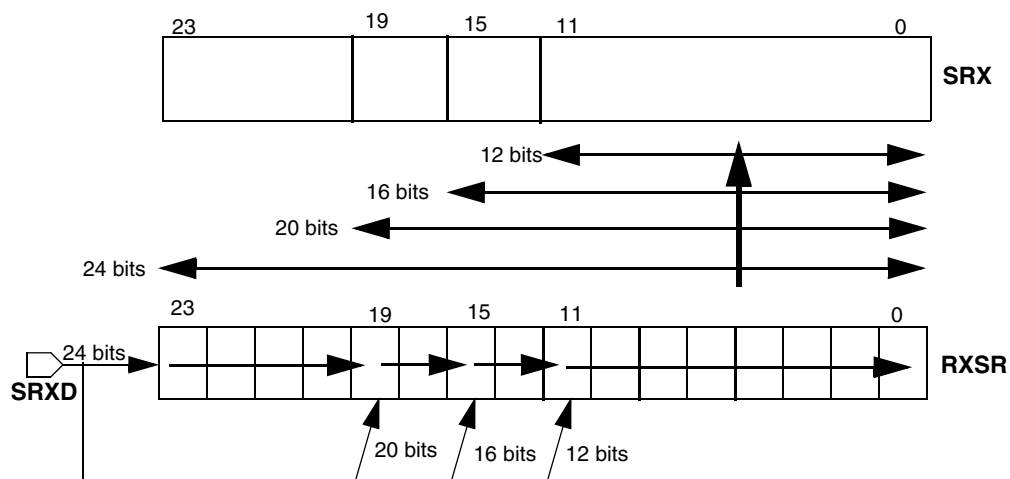 23 19 15 11 0
SRX
12 bits
16 bits
20 bits
24 bits
23 19 15 11 0
24 bits
SRXD
RXSR
20 bits 16 bits 12 bits